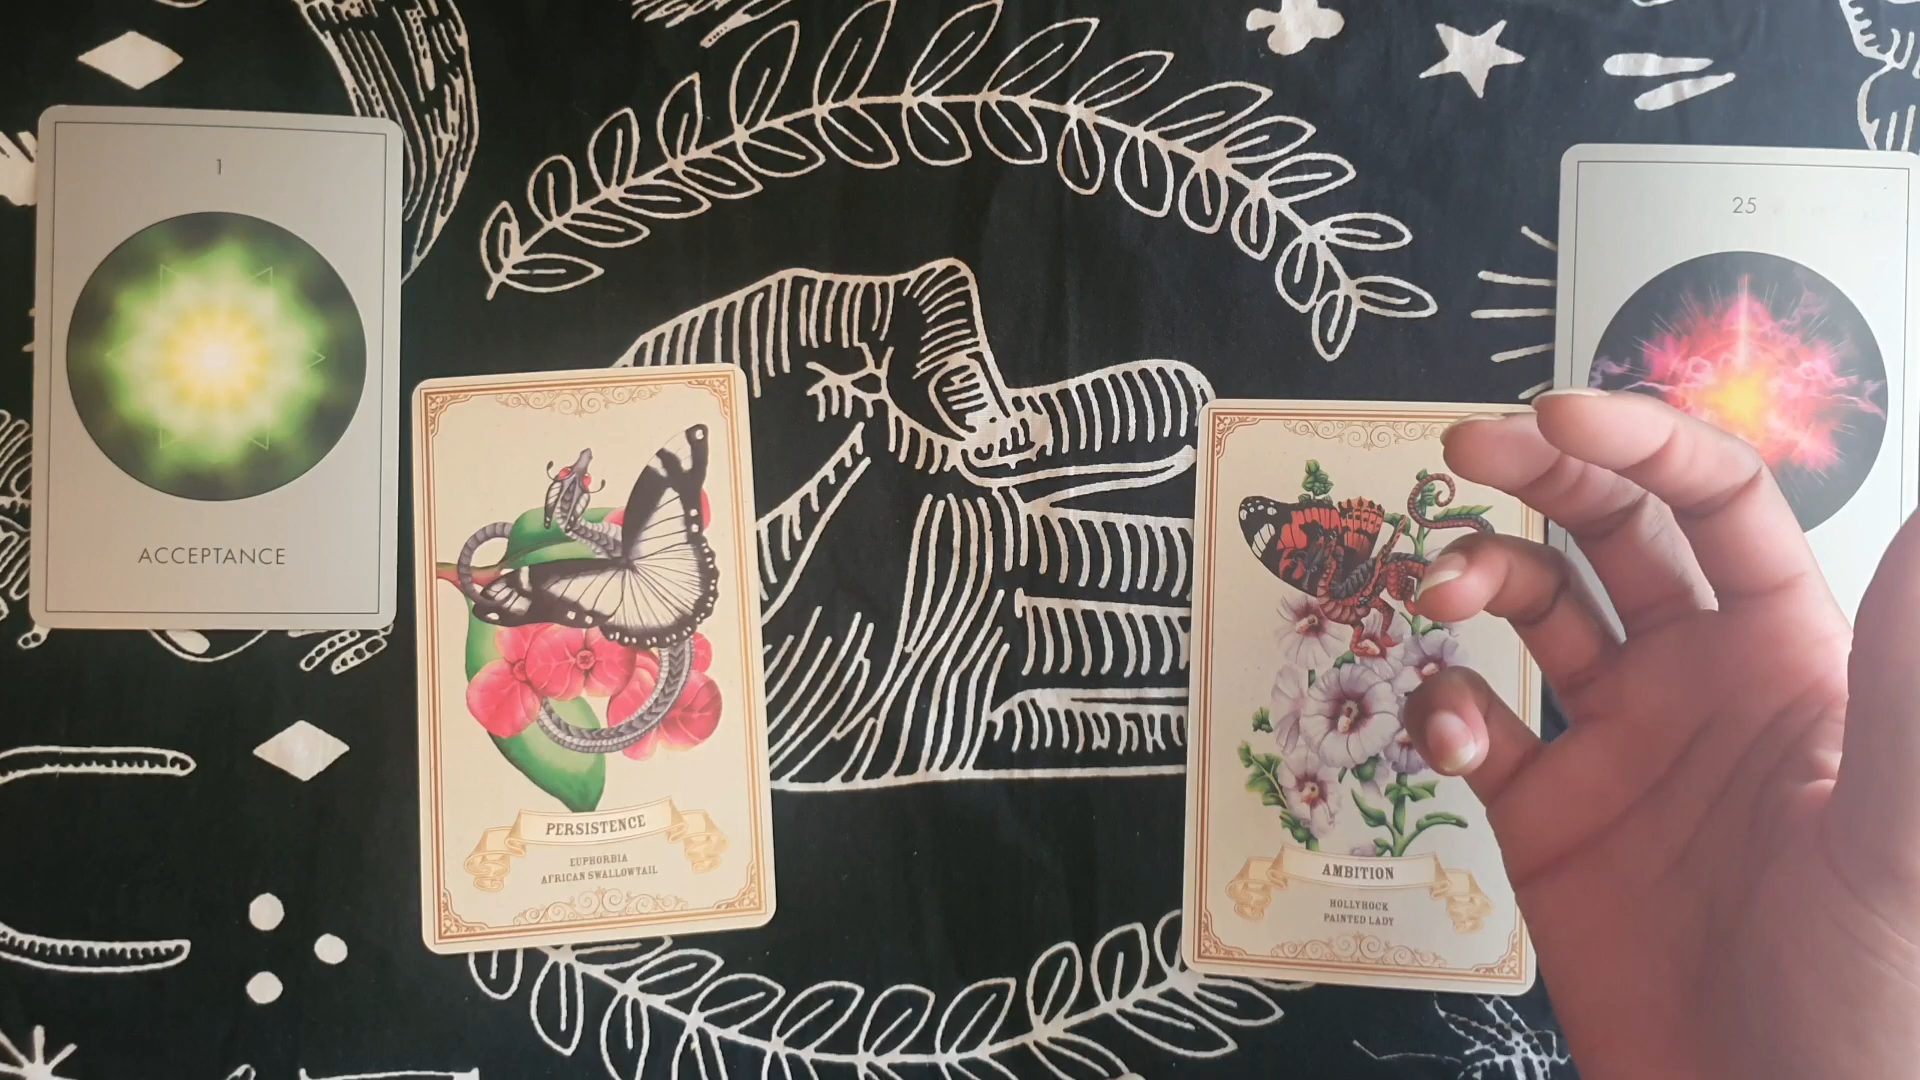 1
ACCEPTANCE
PERSISTENCE
EUPHORBIA
AFRICAN SWALLOWTAIL
AMBITION
HOLLYHOCK
PAINTED LADY
25